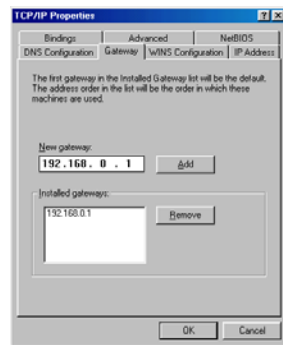 TCP/IP Properties
Bindings Advanced NetBIOS
DNS Configuration Gateway WINS Configuration IP Address
The first gateway in the Installed Gateway list will be the default.
The address order in the list will be the order in which these
machines are used.
New gateway:
192.168. 0 . 1 Add
Installed gateways:
192.168.0.1 Remove
OK Cancel